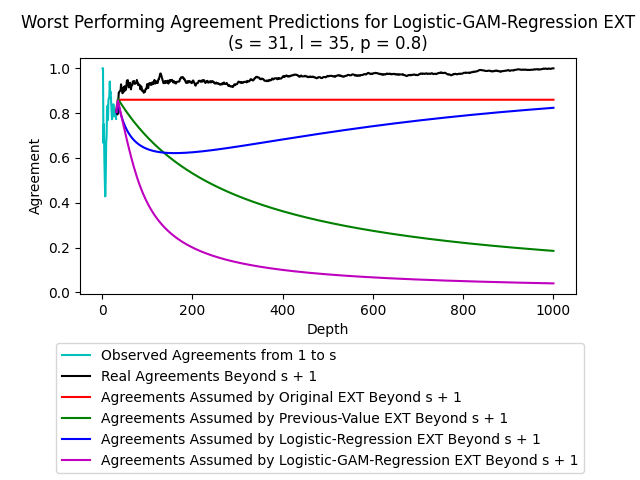 Worst Performing Agreement Predictions for Logistic-GAM-Regression EXT
(s = 31, l = 35, p = 0.8)
1.0
0.8
0.6
0.4
0.2
0.0
Agreement
0 200 400 600 800 1000
Depth
Observed Agreements from 1 to s
Real Agreements Beyond s + 1
Agreements Assumed by Original EXT Beyond s + 1
Agreements Assumed by Previous-Value EXT Beyond s + 1
Agreements Assumed by Logistic-Regression EXT Beyond s + 1
Agreements Assumed by Logistic-GAM-Regression EXT Beyond s + 1